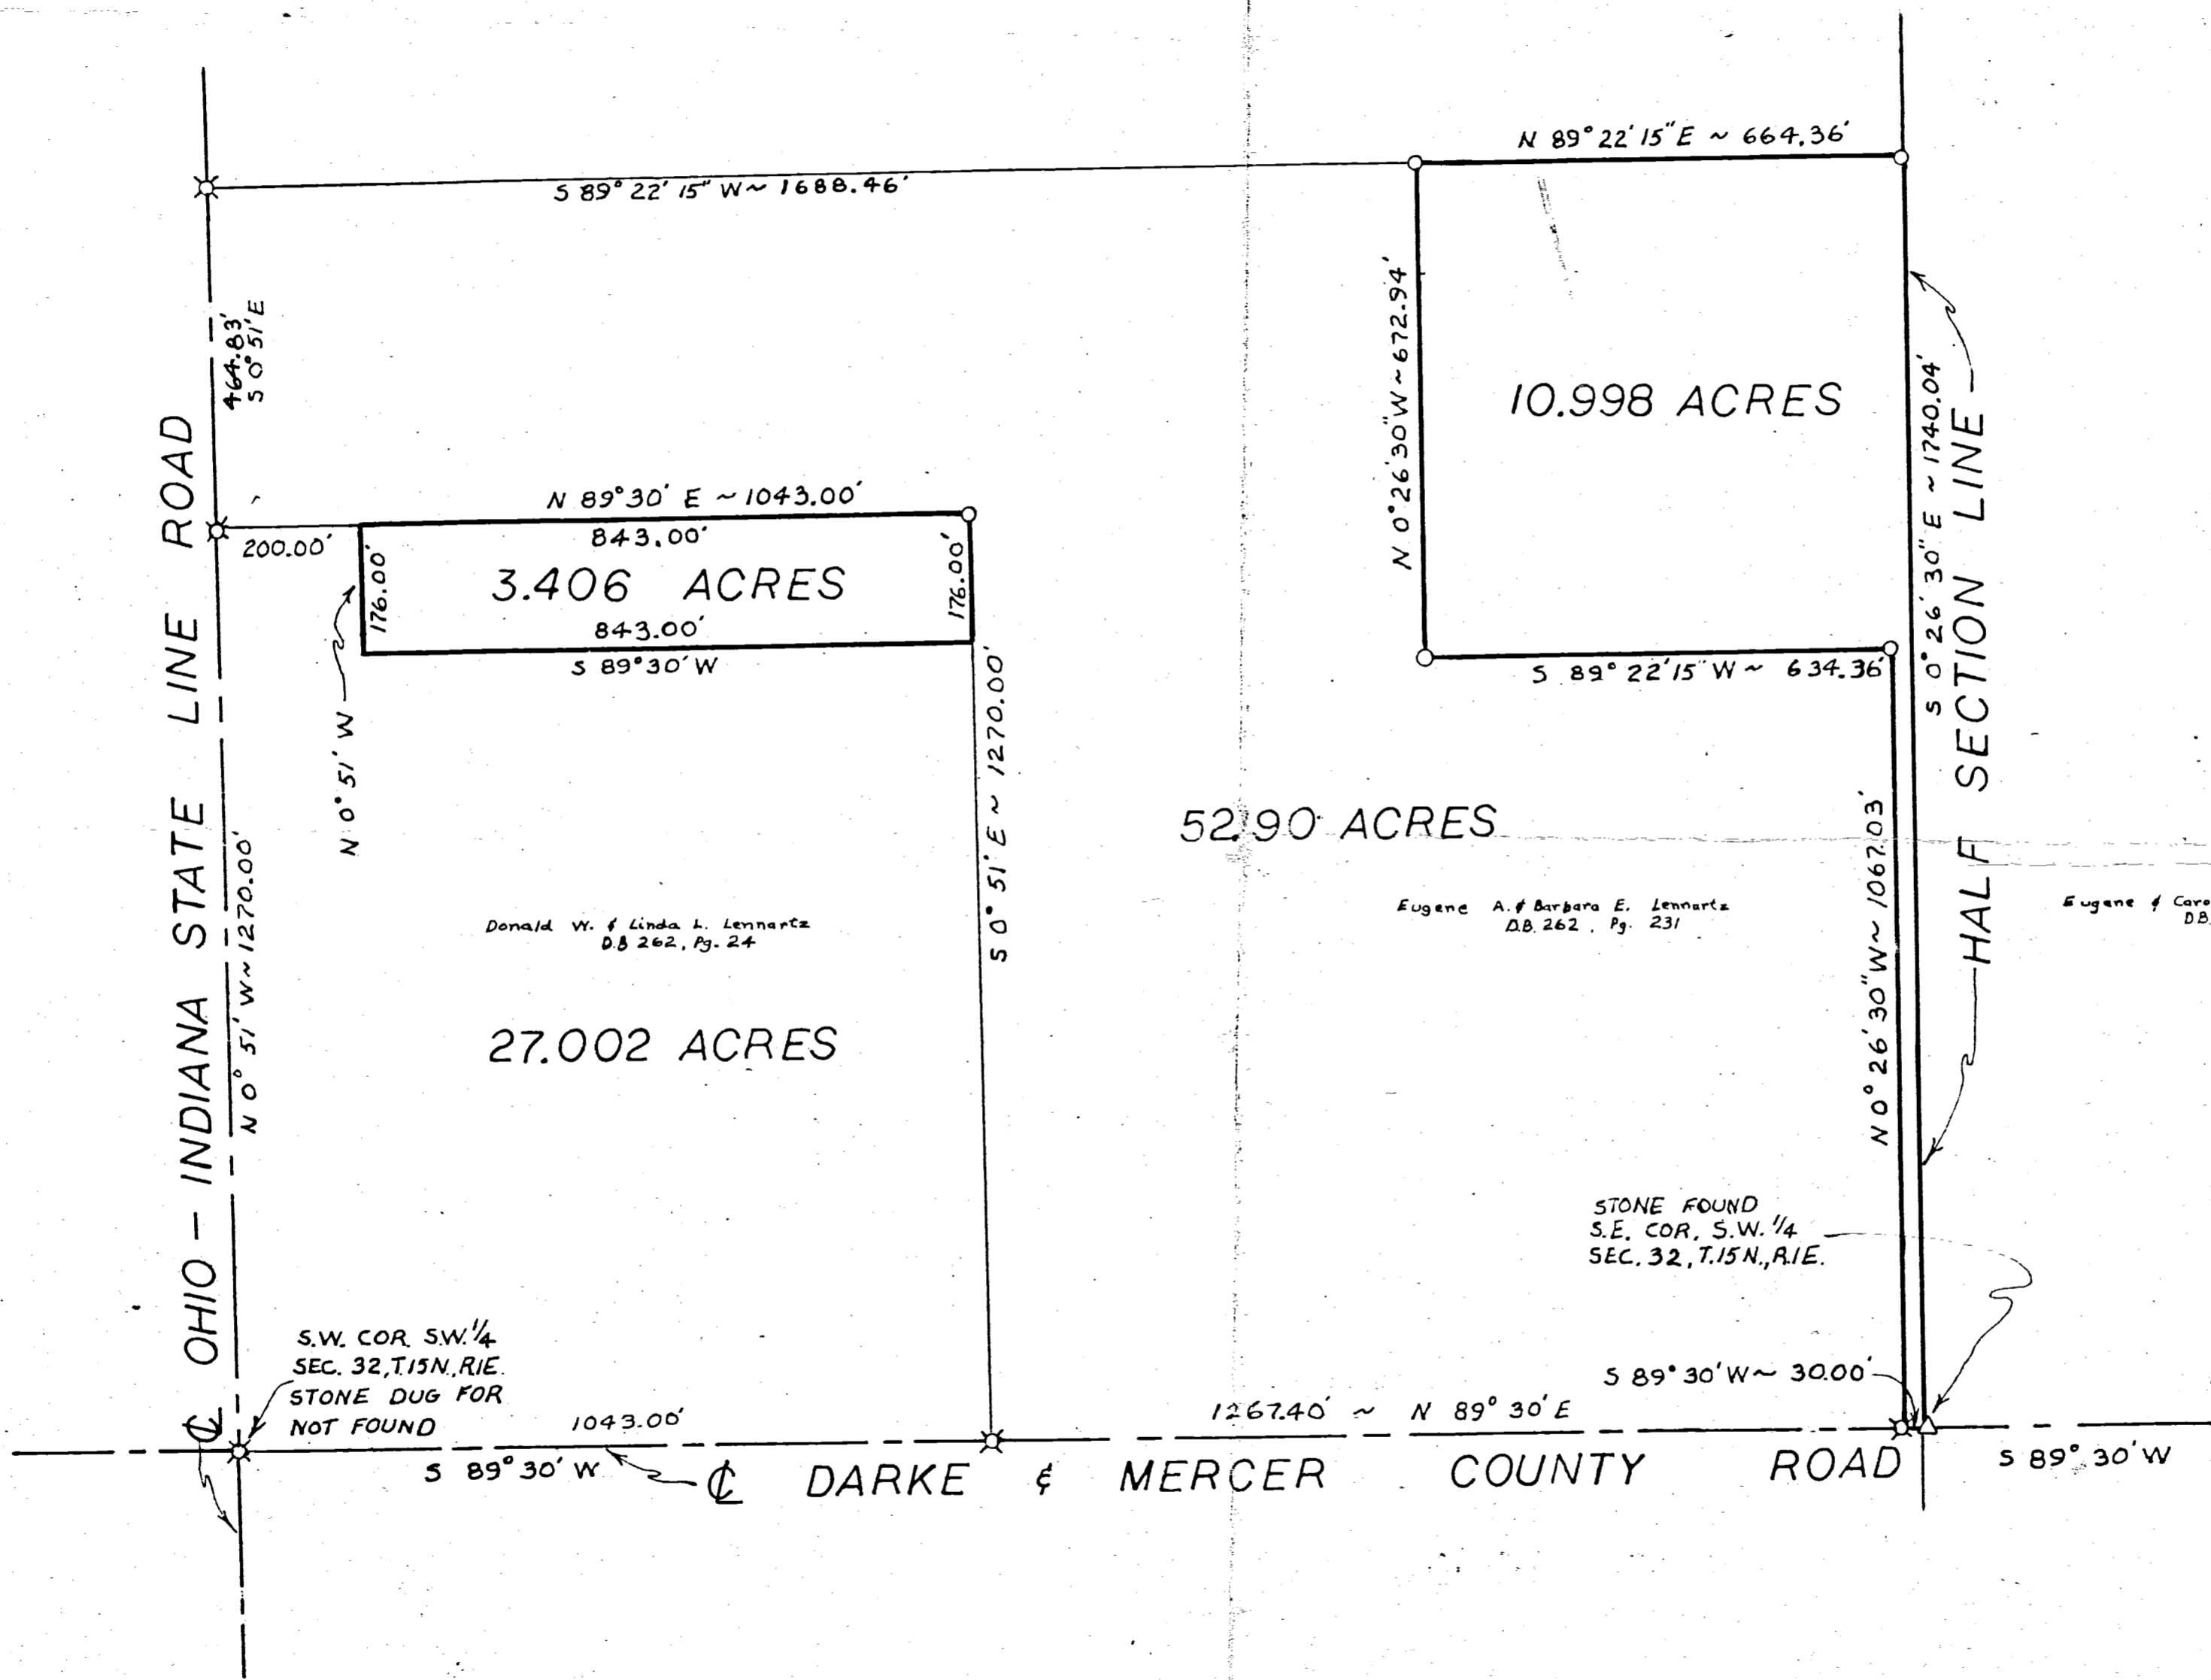 N 89° 22' 15" E ~ 664.36'
S 89° 22' 15" W ~ 1688.46'
464.83'
S 0° 51' E
N 0° 26' 30" W ~ 672.94'
10.998 ACRES
S 0° 26' 30" E ~ 1740.04'
HALF SECTION LINE
N 89° 30' E ~ 1043.00'
200.00'
843.00'
176.00'
3.406 ACRES
176.00'
843.00'
S 89° 30' W
N 0° 51' W
S 89° 22' 15" W ~ 634.36'
S 0° 51' E ~ 1270.00'
52.90 ACRES
N 0° 26' 30" W ~ 1067.03'
Eugene A. & Barbara E. Lennartz
D.B. 262, Pg. 231
Eugene &
D.B.
Donald W. & Linda L. Lennartz
D.B 262, Pg. 24
27.002 ACRES
N 0° 51' W ~ 1270.00'
℄ OHIO - INDIANA STATE LINE ROAD
STONE FOUND
S.E. COR. S.W. 1/4
SEC. 32, T.15N., R.1E.
S.W. COR. S.W. 1/4
SEC. 32, T.15N., R1E.
STONE DUG FOR
NOT FOUND
1043.00'
S 89° 30' W
1267.40' ~ N 89° 30' E
S 89° 30' W ~ 30.00'
℄ DARKE & MERCER COUNTY ROAD
S 89° 30' W